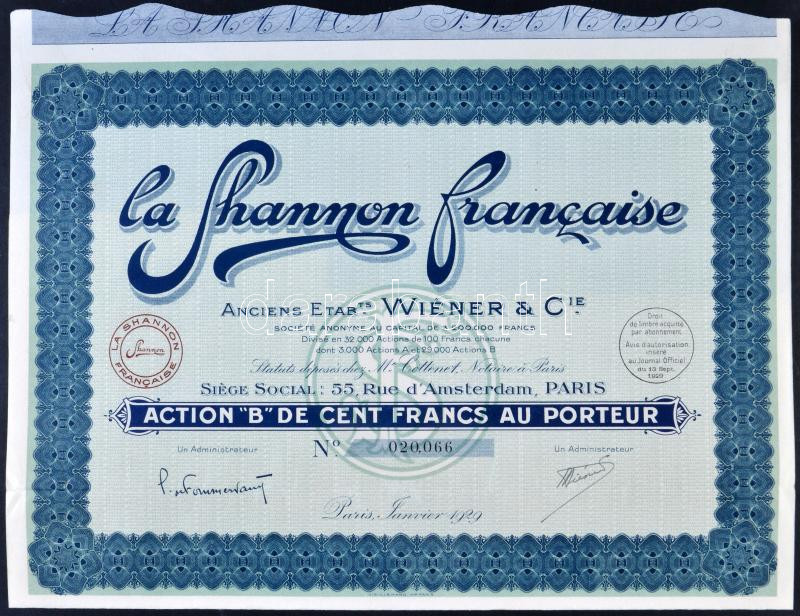 LA SHANNON FRANÇAISE
la Shannon française
ANCIENS ETABTS WIÉNER & CIE
SOCIÉTÉ ANONYME AU CAPITAL DE 3.200.000 FRANCS
Divisé en 32.000 Actions de 100 Francs chacune
dont 3.000 Actions A et 29.000 Actions B
Statuts déposés chez Me Cottenet, Notaire à Paris
SIÈGE SOCIAL : 55, Rue d'Amsterdam, PARIS
LA SHANNON
Shannon
FRANÇAISE
Droit
de timbre acquitté
par abonnement
Avis d'autorisation
inséré
au Journal Officiel
du 13 Sept.
1929
ACTION "B" DE CENT FRANCS AU PORTEUR
No 020,066
Un Administrateur
Un Administrateur
Paris, Janvier 1929